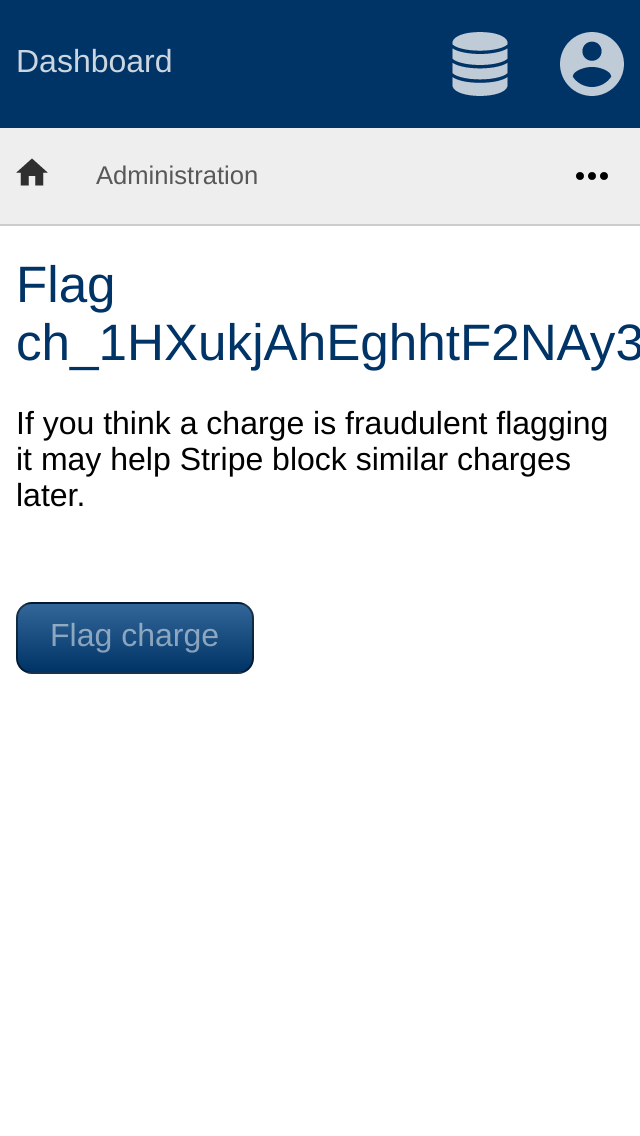 Dashboard
Administration
Flag
ch_1HXukjAhEghhtF2NAy3
If you think a charge is fraudulent flagging
it may help Stripe block similar charges
later.
Flag charge